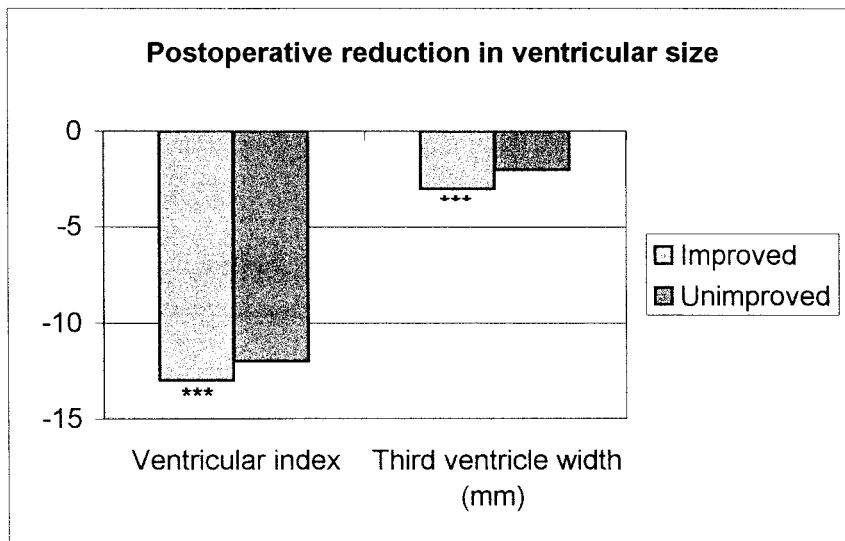 Postoperative reduction in ventricular size
0
-5
-10
-15
***
***
Ventricular index
Third ventricle width
(mm)
Improved
Unimproved